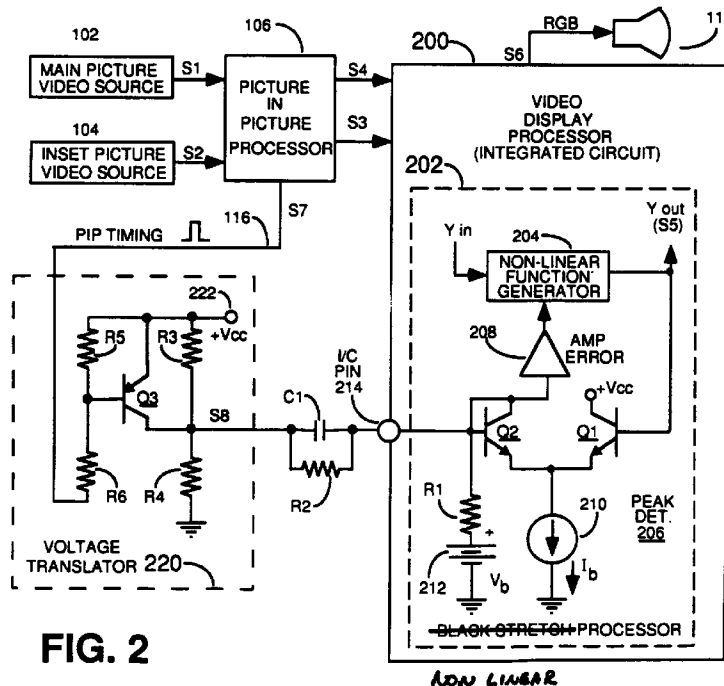 102
106
200
S6
RGB
11
MAIN PICTURE
VIDEO SOURCE
S1
S4
104
PICTURE
IN
PICTURE
PROCESSOR
S3
INSET PICTURE
VIDEO SOURCE
S2
VIDEO
DISPLAY
PROCESSOR
(INTEGRATED CIRCUIT)
S7
202
116
PIP TIMING
Y in
204
Y out
(S5)
NON-LINEAR
FUNCTION
GENERATOR
222
+Vcc
R5
R3
208
AMP
ERROR
I/C
PIN
214
Q3
S8
C1
+Vcc
Q2
Q1
R6
R4
R2
R1
+
210
PEAK
DET.
206
VOLTAGE
TRANSLATOR 220
212
Vb
Ib
BLACK STRETCH PROCESSOR
FIG. 2
NON LINEAR